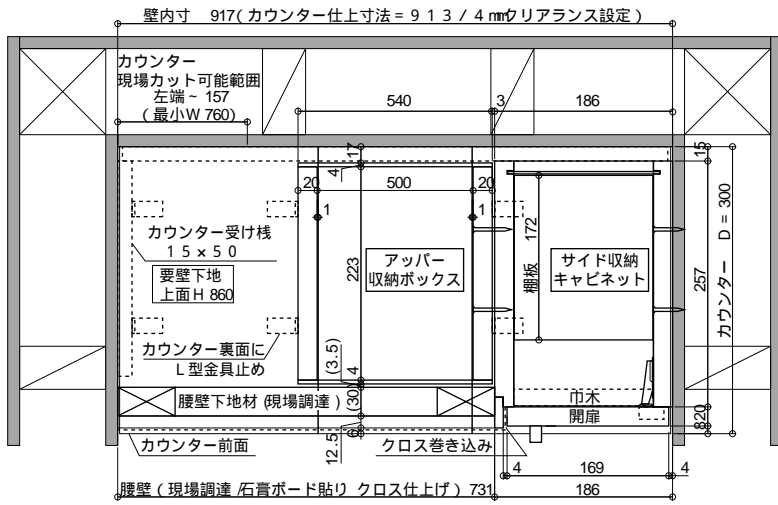 壁内寸 917(カウンター仕上寸法=913/4㎜クリアランス設定)
カウンター
現場カット可能範囲
左端~157
(最小W 760)
540
3
186
17
4
15
20
500
20
1
1
カウンター受け桟
15×50
要壁下地
上面H 860
アッパー
収納ボックス
サイド収納
キャビネット
棚板
172
223
257
カウンター D=300
カウンター裏面に
L型金具止め
(3.5)
4
(30)
腰壁下地材(現場調達)
巾木
開扉
820
6
12.5
カウンター前面
クロス巻き込み
4
169
4
腰壁(現場調達/石膏ボード貼り クロス仕上げ)731
186